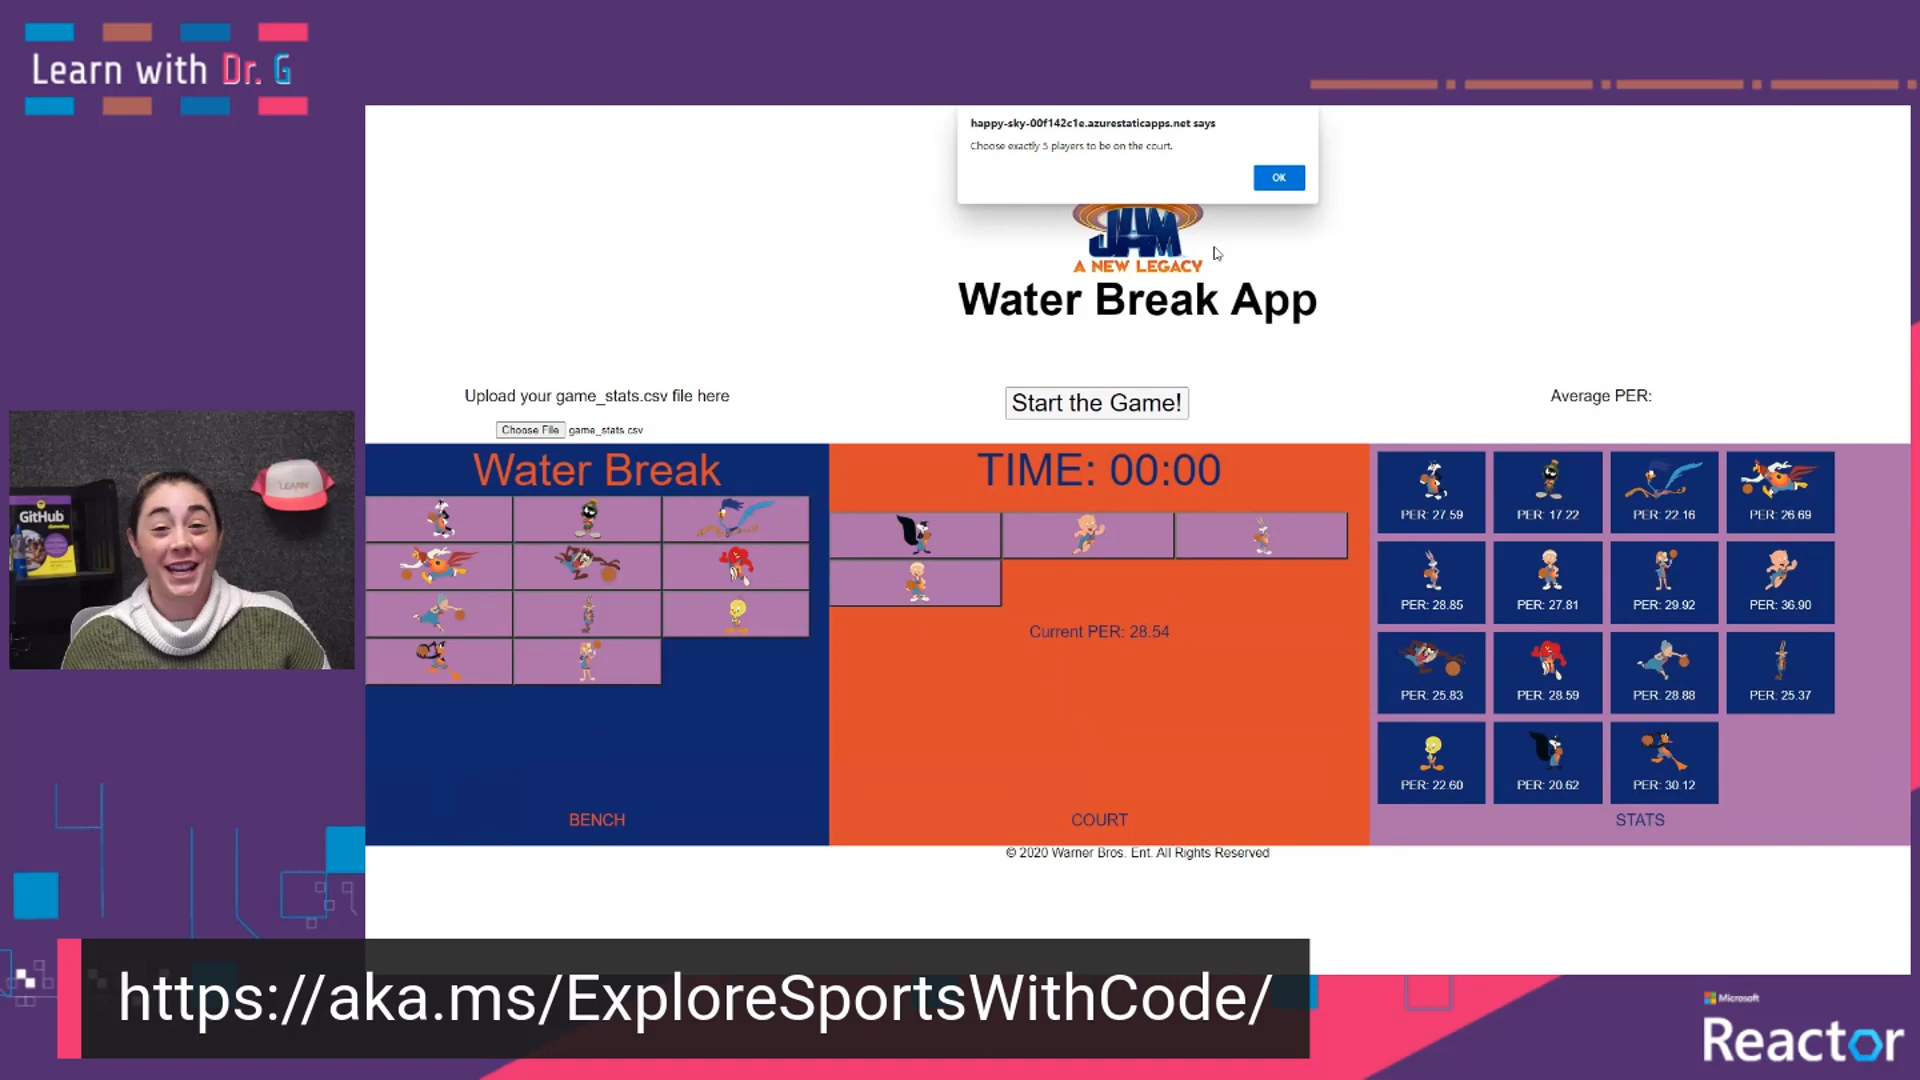 Learn with Dr. G
happy-sky-00f142c1e.azurestaticapps.net says
Choose exactly 5 players to be on the court.
OK
JAM
A NEW LEGACY
Water Break App
Upload your game_stats.csv file here
Choose File game_stats.csv
Start the Game!
Average PER:
Water Break
TIME: 00:00
Current PER: 28.54
BENCH
COURT
PER: 27.59 PER: 17.22 PER: 22.16 PER: 26.69
PER: 28.85 PER: 27.81 PER: 29.92 PER: 36.90
PER: 25.83 PER: 28.59 PER: 28.88 PER: 25.37
PER: 22.60 PER: 20.62 PER: 30.12
STATS
© 2020 Warner Bros. Ent. All Rights Reserved
GitHub
LEARN
https://aka.ms/ExploreSportsWithCode/
Microsoft
Reactor